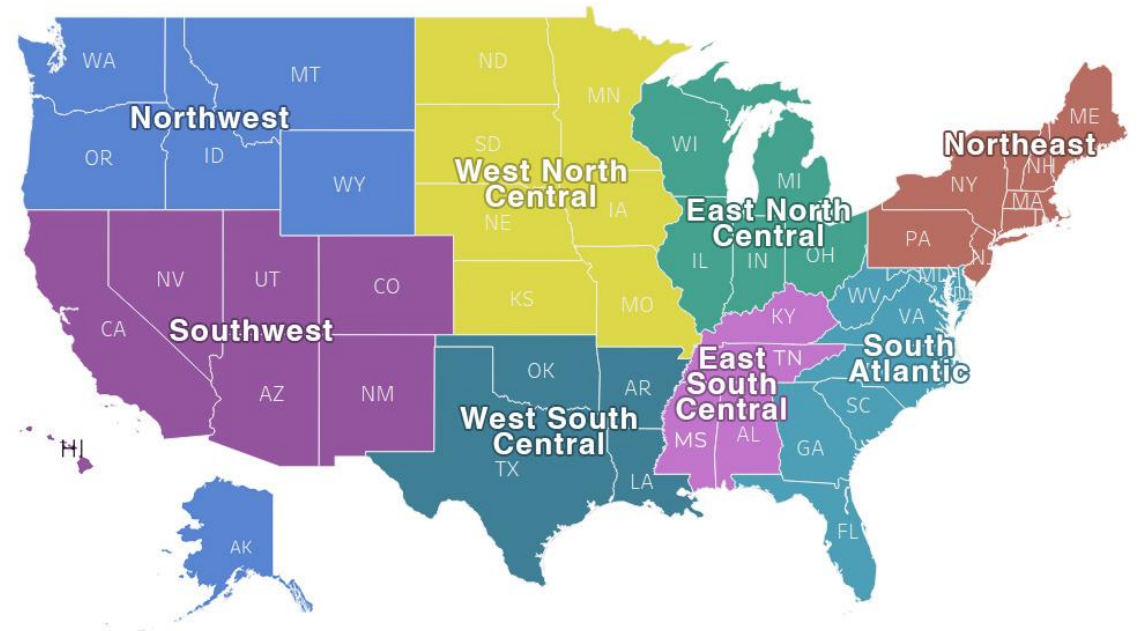 WA
MT
ND
MN
Northwest
ME
OR
ID
SD
WI
Northeast
NH
WY
West North
Central
MI
NY
MA
NE
IA
East North
Central
PA
NJ
NV
UT
CO
KS
MO
IL
IN
OH
WV
MD
VA
CA
Southwest
KY
TN
East
South
Central
South
Atlantic
AZ
NM
OK
AR
West South
Central
SC
MS
AL
GA
TX
LA
HI
FL
AK